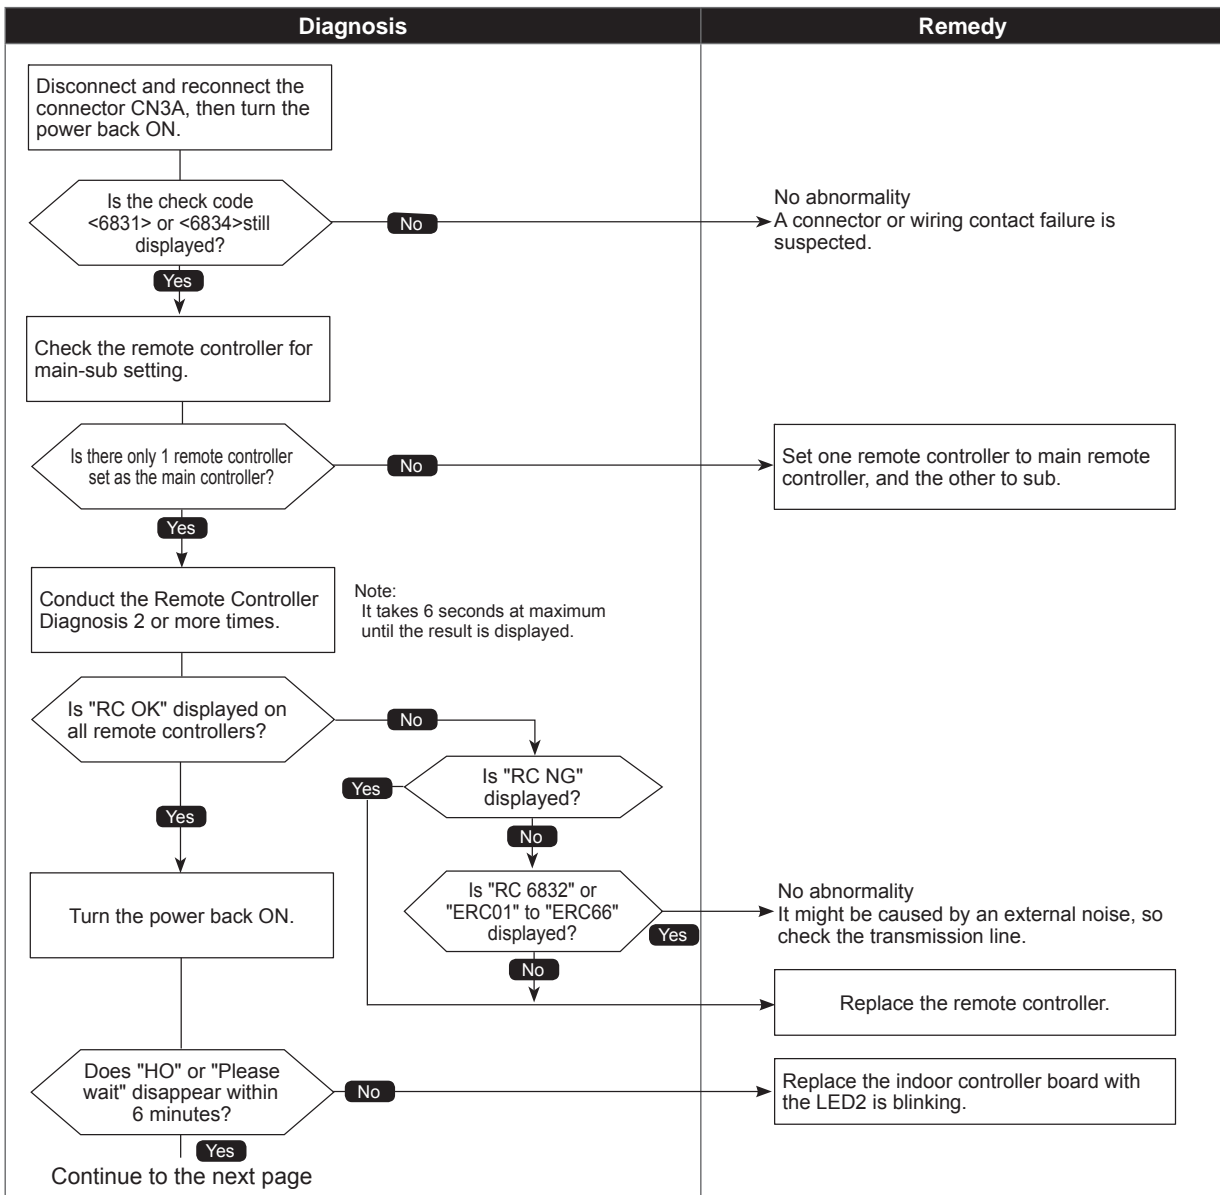 Diagnosis
Remedy
Disconnect and reconnect the
connector CN3A, then turn the
power back ON.
Is the check code
<6831> or <6834>still
displayed?
No
No abnormality
A connector or wiring contact failure is
suspected.
Yes
Check the remote controller for
main-sub setting.
Is there only 1 remote controller
set as the main controller?
No
Set one remote controller to main remote
controller, and the other to sub.
Yes
Conduct the Remote Controller
Diagnosis 2 or more times.
Note:
It takes 6 seconds at maximum
until the result is displayed.
Is "RC OK" displayed on
all remote controllers?
No
Is "RC NG"
displayed?
Yes
Yes
No
Turn the power back ON.
Is "RC 6832" or
"ERC01" to "ERC66"
displayed?
Yes
No abnormality
It might be caused by an external noise, so
check the transmission line.
No
Replace the remote controller.
Does "HO" or "Please
wait" disappear within
6 minutes?
No
Replace the indoor controller board with
the LED2 is blinking.
Yes
Continue to the next page